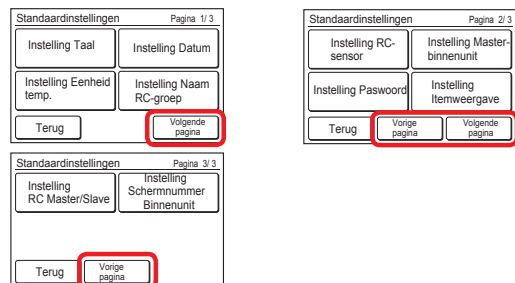 Standaardinstellingen Pagina 1/ 3
Instelling Taal
Instelling Datum
Instelling Eenheid
temp.
Instelling Naam
RC-groep
Terug
Volgende
pagina
Standaardinstellingen Pagina 2/ 3
Instelling RC-
sensor
Instelling Master-
binnenunit
Instelling Paswoord
Instelling
Itemweergave
Terug
Vorige
pagina
Volgende
pagina
Standaardinstellingen Pagina 3/ 3
Instelling
RC Master/Slave
Instelling
Schermnummer
Binnenunit
Terug
Vorige
pagina